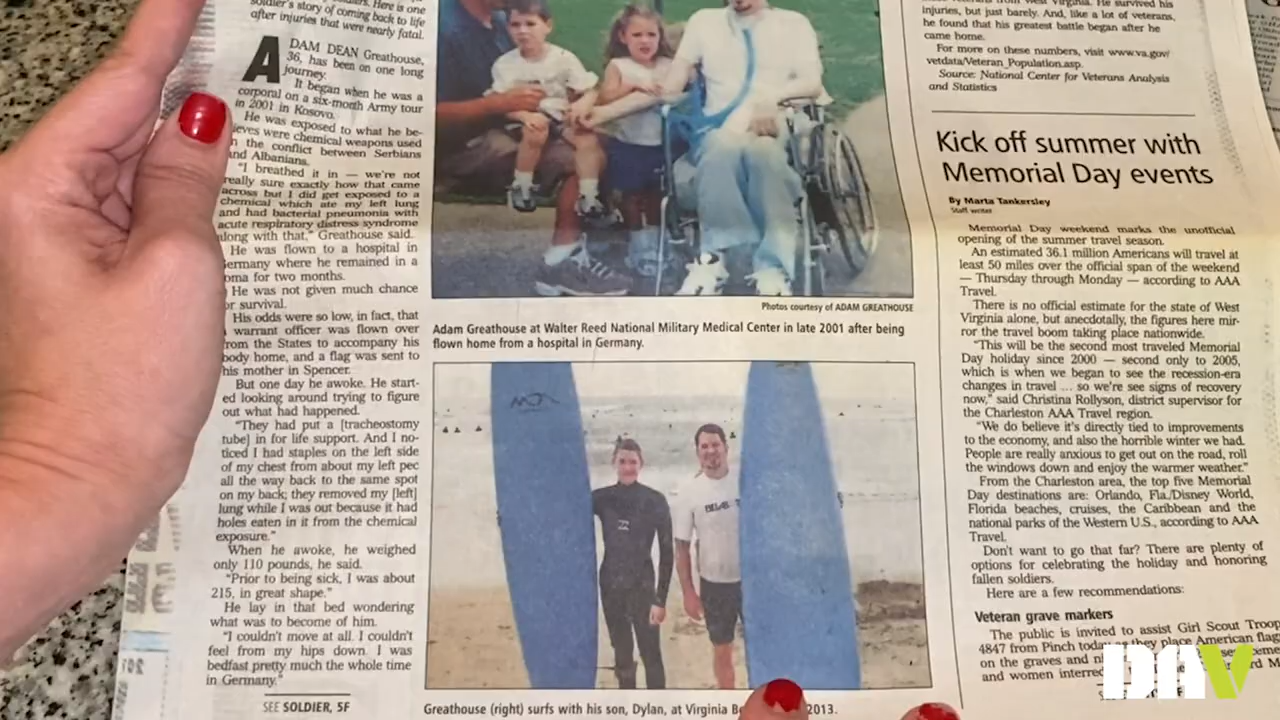 soldier's story of coming back to life
after injuries that were nearly fatal.
ADAM DEAN Greathouse,
36, has been on one long
journey.
It began when he was a
corporal on a six-month Army tour
in 2001 in Kosovo.
He was exposed to what he be-
ieves were chemical weapons used
n the conflict between Serbians
and Albanians.
"I breathed it in — we're not
really sure exactly how that came
across but I did get exposed to a
chemical which ate my left lung
and had bacterial pneumonia with
acute respiratory distress syndrome
along with that," Greathouse said.
He was flown to a hospital in
Germany where he remained in a
oma for two months.
He was not given much chance
or survival.
His odds were so low, in fact, that
warrant officer was flown over
from the States to accompany his
body home, and a flag was sent to
his mother in Spencer.
But one day he awoke. He start-
ed looking around trying to figure
out what had happened.
"They had put a [tracheostomy
tube] in for life support. And I no-
ticed I had staples on the left side
of my chest from about my left pec
all the way back to the same spot
on my back; they removed my [left]
lung while I was out because it had
holes eaten in it from the chemical
exposure."
When he awoke, he weighed
only 110 pounds, he said.
"Prior to being sick, I was about
215, in great shape."
He lay in that bed wondering
what was to become of him.
"I couldn't move at all. I couldn't
feel from my hips down. I was
bedfast pretty much the whole time
in Germany."
SEE SOLDIER, 5F
Photos courtesy of ADAM GREATHOUSE
Adam Greathouse at Walter Reed National Military Medical Center in late 2001 after being
flown home from a hospital in Germany.
Greathouse (right) surfs with his son, Dylan, at Virginia Be 2013.
injuries, but just barely. And, like a lot of veterans,
he found that his greatest battle began after he
came home.
For more on these numbers, visit www.va.gov/
vetdata/Veteran_Population.asp.
Source: National Center for Veterans Analysis
and Statistics
Kick off summer with
Memorial Day events
By Marta Tankersley
Staff writer
Memorial Day weekend marks the unofficial
opening of the summer travel season.
An estimated 36.1 million Americans will travel at
least 50 miles over the official span of the weekend
— Thursday through Monday — according to AAA
Travel.
There is no official estimate for the state of West
Virginia alone, but anecdotally, the figures here mir-
ror the travel boom taking place nationwide.
"This will be the second most traveled Memorial
Day holiday since 2000 — second only to 2005,
which is when we began to see the recession-era
changes in travel ... so we're see signs of recovery
now," said Christina Rollyson, district supervisor for
the Charleston AAA Travel region.
"We do believe it's directly tied to improvements
to the economy, and also the horrible winter we had.
People are really anxious to get out on the road, roll
the windows down and enjoy the warmer weather."
From the Charleston area, the top five Memorial
Day destinations are: Orlando, Fla./Disney World,
Florida beaches, cruises, the Caribbean and the
national parks of the Western U.S., according to AAA
Travel.
Don't want to go that far? There are plenty of
options for celebrating the holiday and honoring
fallen soldiers.
Here are a few recommendations:
Veteran grave markers
The public is invited to assist Girl Scout Troop
4847 from Pinch today as they place American flag
on the graves and
and women interred
DAV